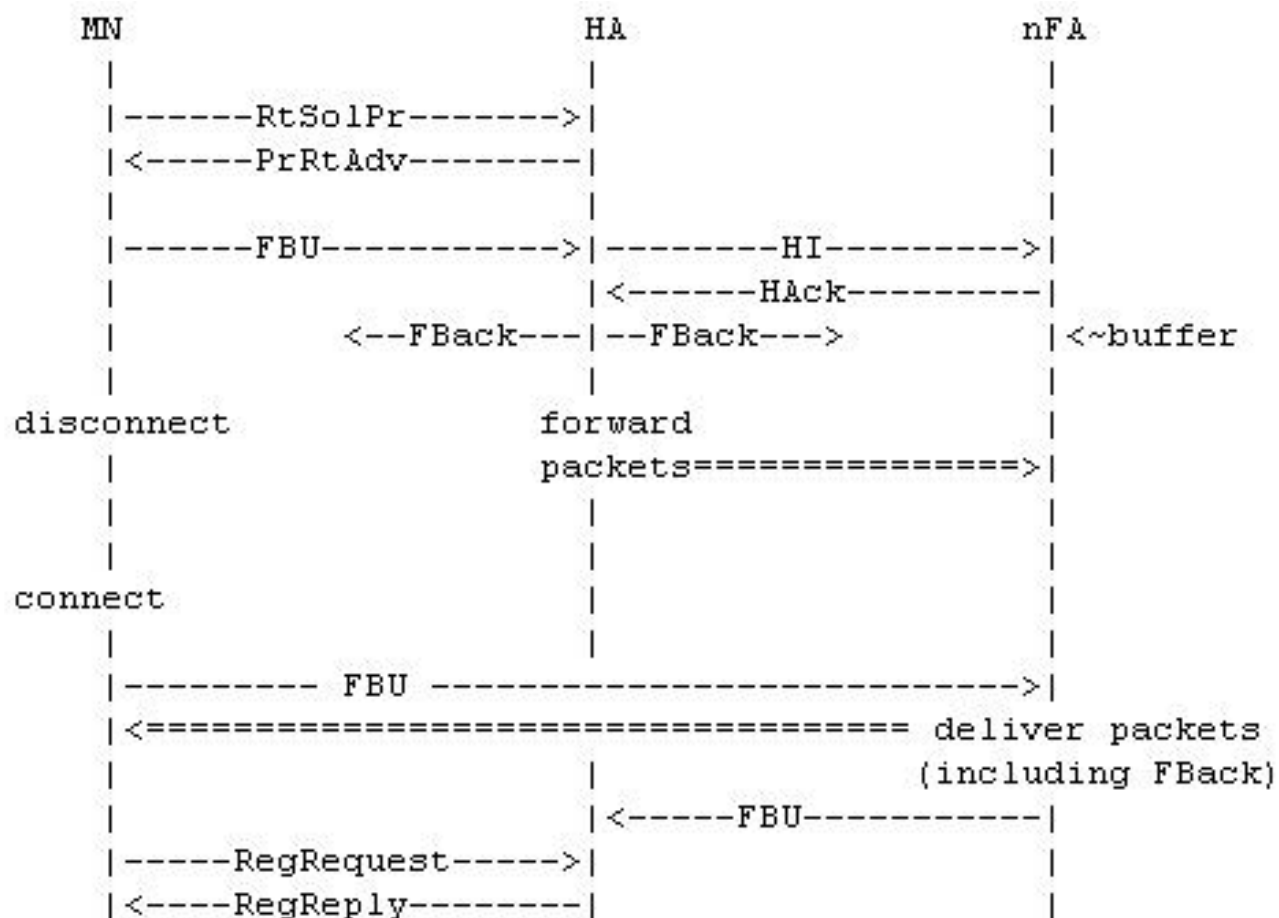 MN HA nFA
|------RtSolPr------->|
|<-----PrRtAdv--------|
|------FBU----------->|--------HI--------->|
|<------HAck---------|
<--FBack---|--FBack---> |<~buffer
disconnect forward
packets===============>|
connect
|--------- FBU --------------------------->|
|<=================================== deliver packets
(including FBack)
|<-----FBU-----------|
|-----RegRequest----->|
|<----RegReply--------|